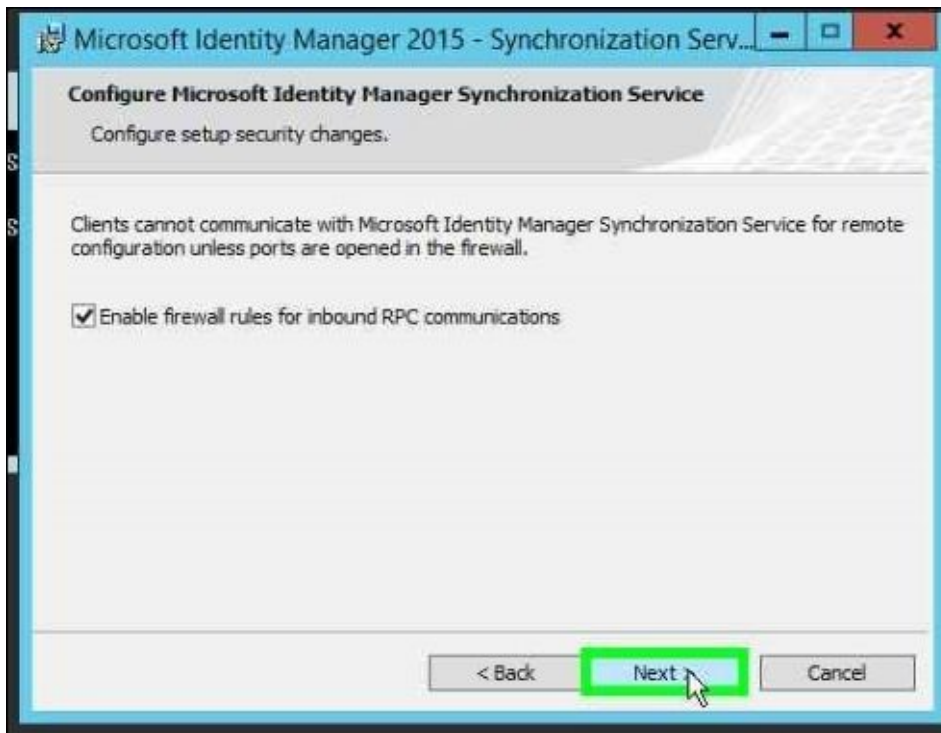 Microsoft Identity Manager 2015 - Synchronization Serv...
Configure Microsoft Identity Manager Synchronization Service
Configure setup security changes.
S
S
Clients cannot communicate with Microsoft Identity Manager Synchronization Service for remote
configuration unless ports are opened in the firewall.
Enable firewall rules for inbound RPC communications
< Back
Next >
Cancel